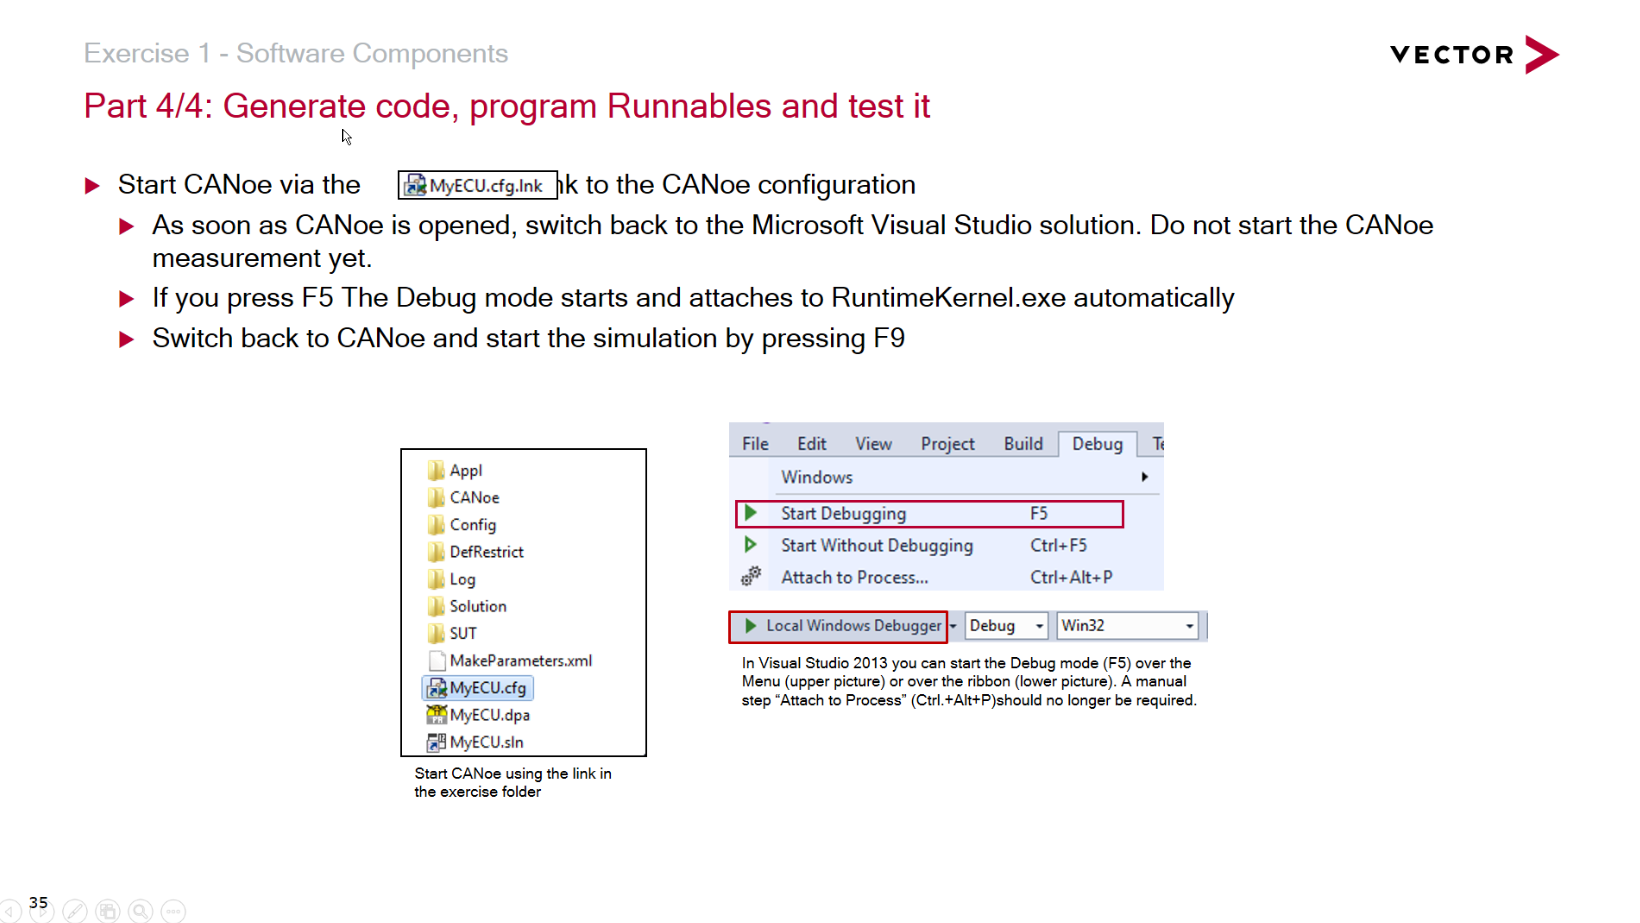 Exercise 1 - Software Components
VECTOR
Part 4/4: Generate code, program Runnables and test it
Start CANoe via the MyECU.cfg.lnk nk to the CANoe configuration
As soon as CANoe is opened, switch back to the Microsoft Visual Studio solution. Do not start the CANoe
measurement yet.
If you press F5 The Debug mode starts and attaches to RuntimeKernel.exe automatically
Switch back to CANoe and start the simulation by pressing F9
Appl
CANoe
Config
DefRestrict
Log
Solution
SUT
MakeParameters.xml
MyECU.cfg
MyECU.dpa
MyECU.sln
Start CANoe using the link in
the exercise folder
File Edit View Project Build Debug Te
Windows
Start Debugging F5
Start Without Debugging Ctrl+F5
Attach to Process... Ctrl+Alt+P
Local Windows Debugger Debug Win32
In Visual Studio 2013 you can start the Debug mode (F5) over the
Menu (upper picture) or over the ribbon (lower picture). A manual
step “Attach to Process” (Ctrl.+Alt+P)should no longer be required.
35